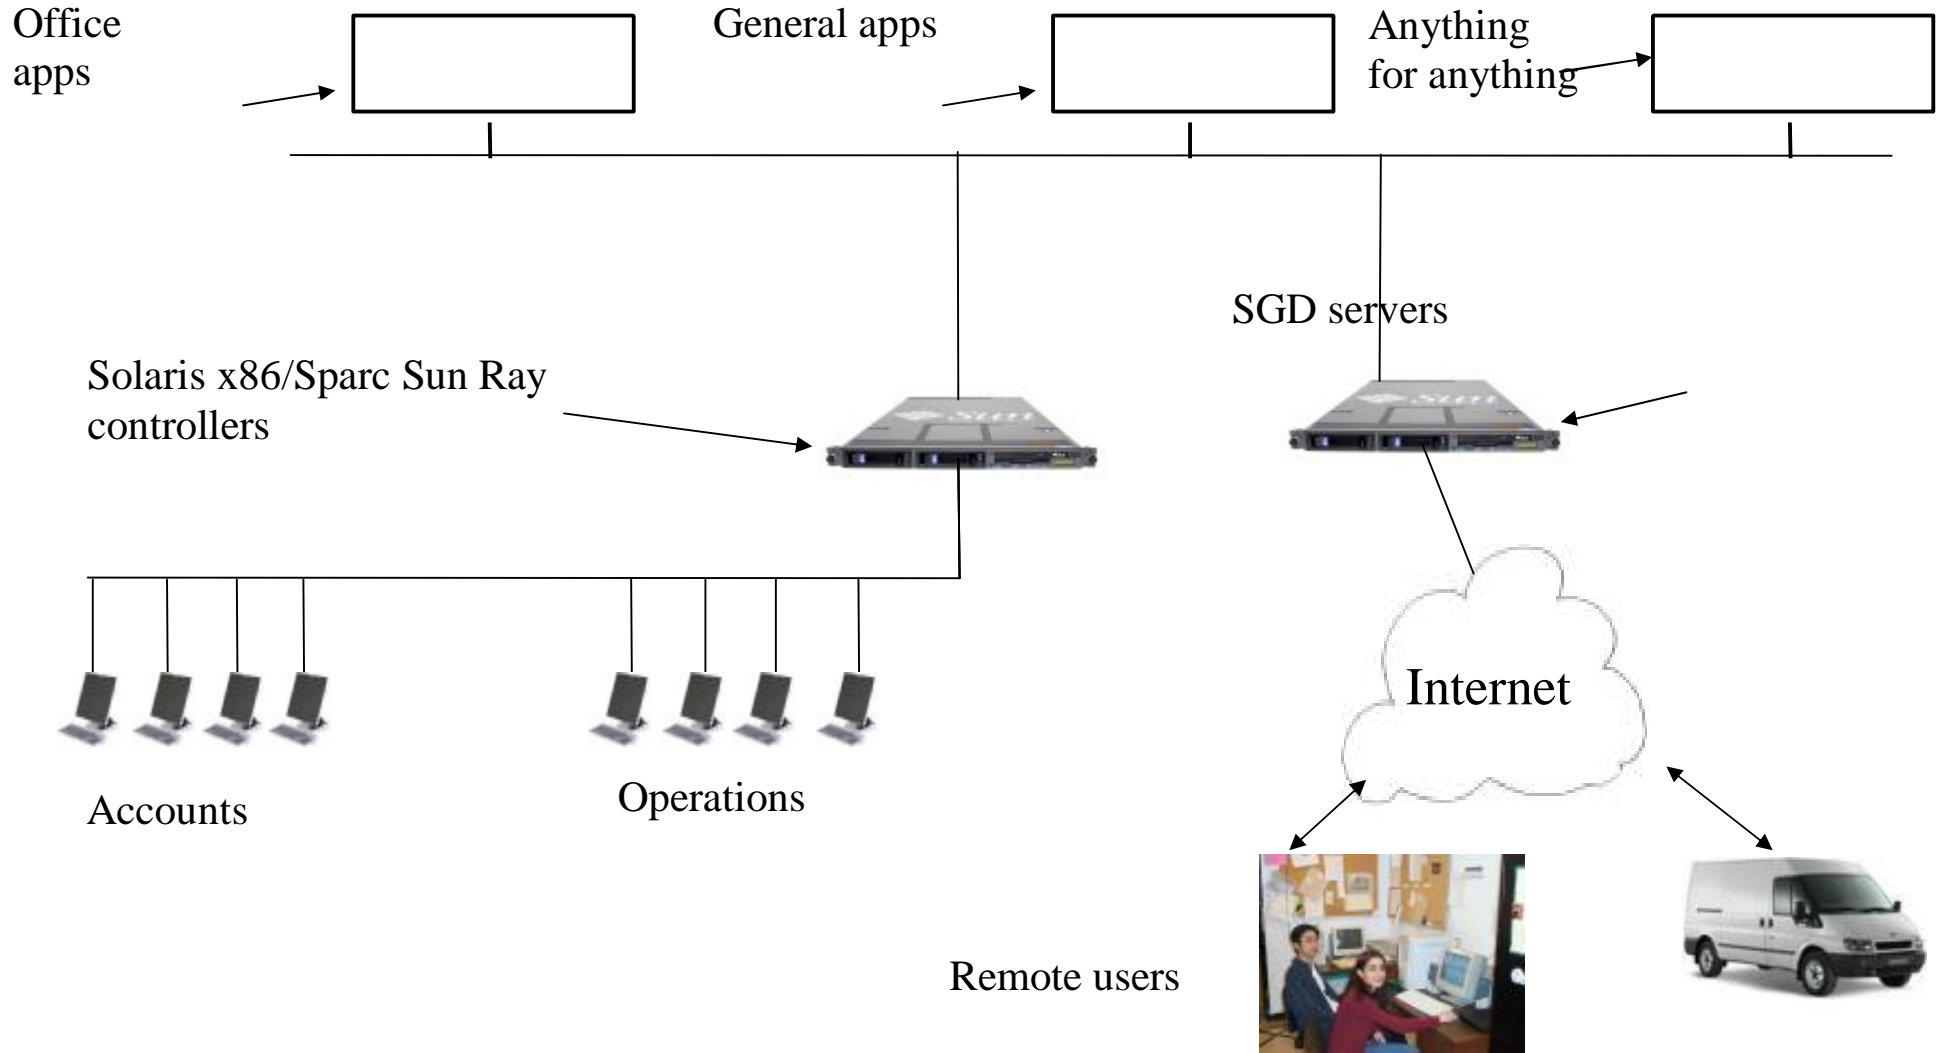 Office
apps
General apps
Anything
for anything
SGD servers
Solaris x86/Sparc Sun Ray
controllers
Sun
Internet
Accounts
Operations
Remote users